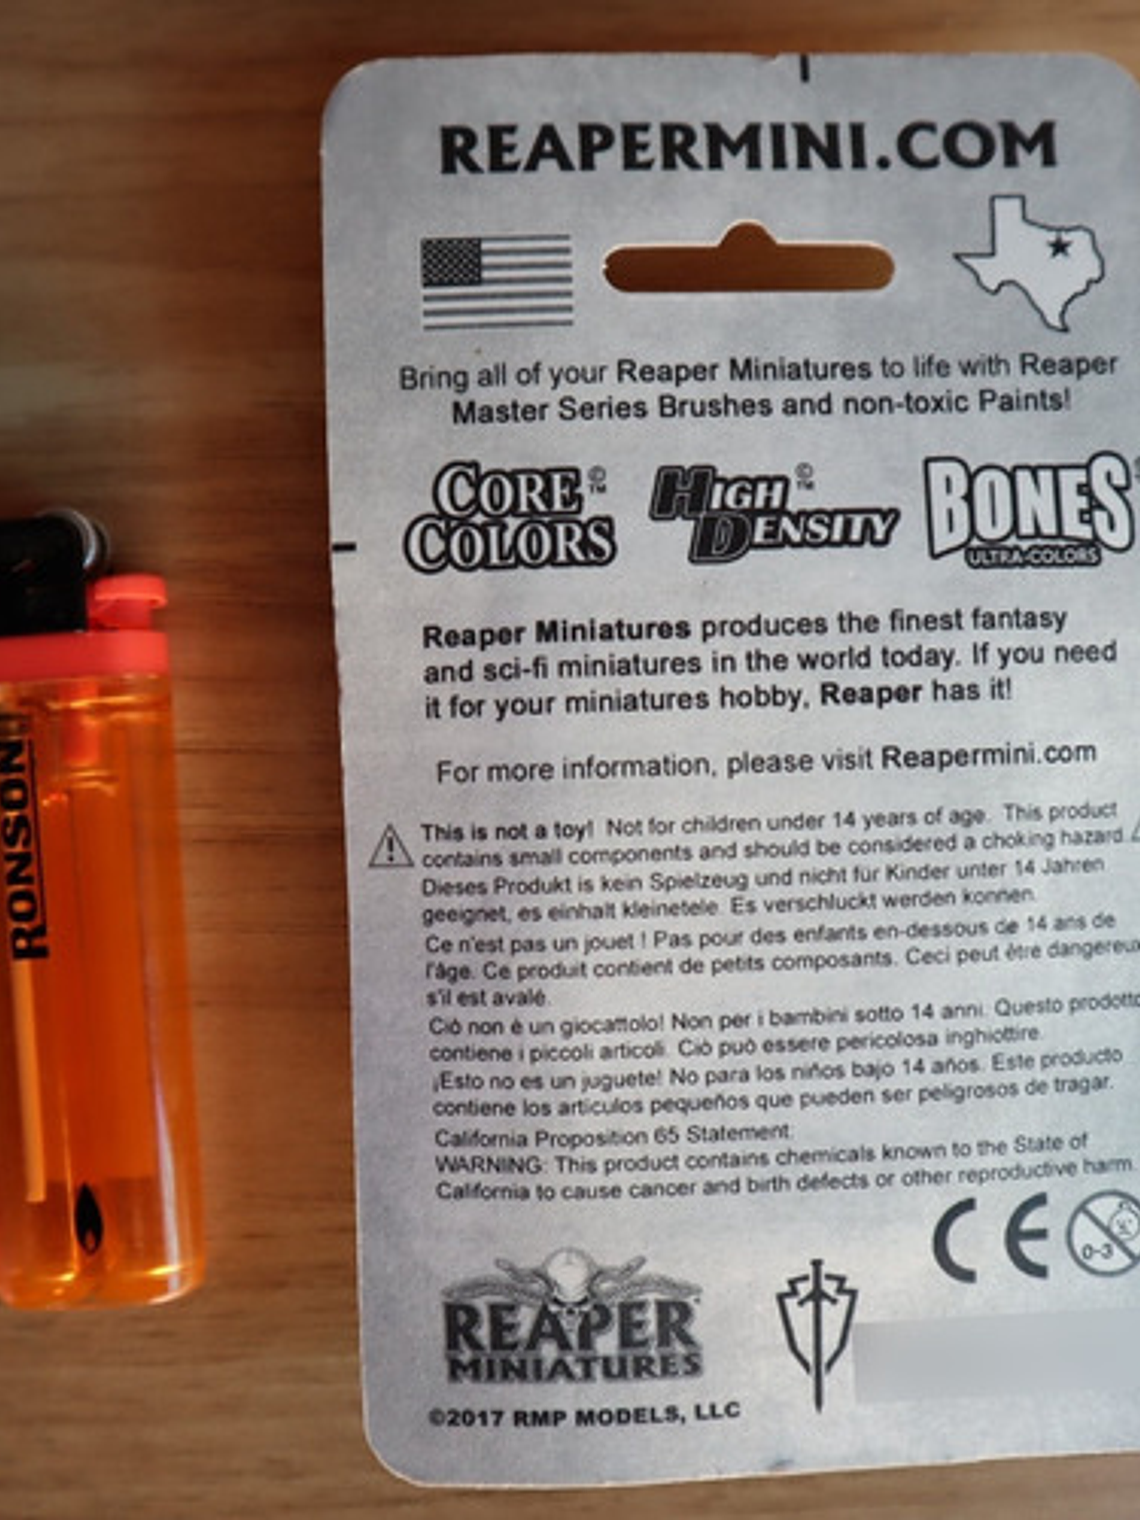 REAPERMINI.COM
Bring all of your Reaper Miniatures to life with Reaper
Master Series Brushes and non-toxic Paints!
CORE COLORS ©™
HIGH DENSITY ©™
BONES
ULTRA-COLORS
Reaper Miniatures produces the finest fantasy
and sci-fi miniatures in the world today. If you need
it for your miniatures hobby, Reaper has it!
For more information, please visit Reapermini.com
This is not a toy! Not for children under 14 years of age. This product
contains small components and should be considered a choking hazard.
Dieses Produkt is kein Spielzeug und nicht für Kinder unter 14 Jahren
geeignet, es einhalt kleinetele. Es verschluckt werden konnen.
Ce n'est pas un jouet ! Pas pour des enfants en-dessous de 14 ans de
l'âge. Ce produit contient de petits composants. Ceci peut être dangereux
s'il est avalé.
Ciò non è un giocattolo! Non per i bambini sotto 14 anni. Questo prodotto
contiene i piccoli articoli. Ciò può essere pericolosa inghiottire.
¡Esto no es un juguete! No para los niños bajo 14 años. Este producto
contiene los artículos pequeños que pueden ser peligrosos de tragar.
California Proposition 65 Statement:
WARNING: This product contains chemicals known to the State of
California to cause cancer and birth defects or other reproductive harm.
CE
0-3
REAPER
MINIATURES
©2017 RMP MODELS, LLC
RONSON